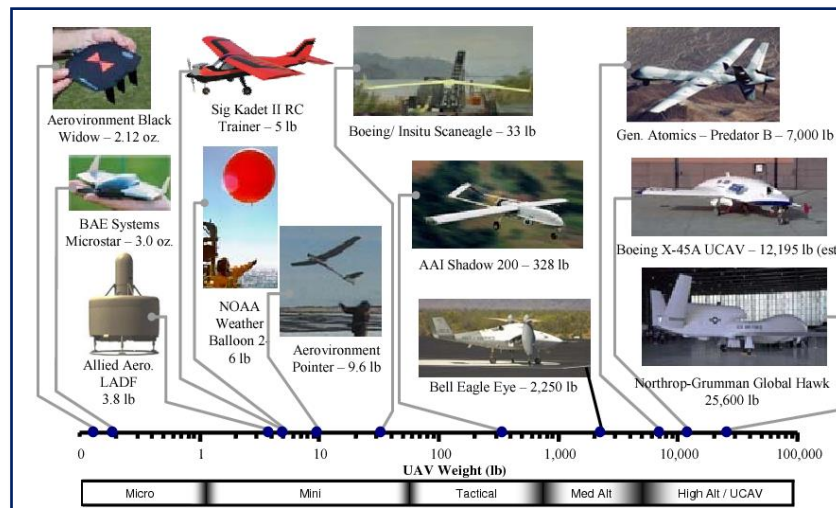 Aerovironment Black
Widow – 2.12 oz.
BAE Systems
Microstar – 3.0 oz.
Allied Aero.
LADF
3.8 lb
Sig Kadet II RC
Trainer – 5 lb
NOAA
Weather
Balloon 2-
6 lb
Aerovironment
Pointer – 9.6 lb
Boeing/ Insitu Scaneagle – 33 lb
AAI Shadow 200 – 328 lb
Bell Eagle Eye – 2,250 lb
Gen. Atomics – Predator B – 7,000 lb
Boeing X-45A UCAV – 12,195 lb (est
Northrop-Grumman Global Hawk
25,600 lb
0 1 10 100 1,000 10,000 100,000
UAV Weight (lb)
Micro Mini Tactical Med Alt High Alt / UCAV